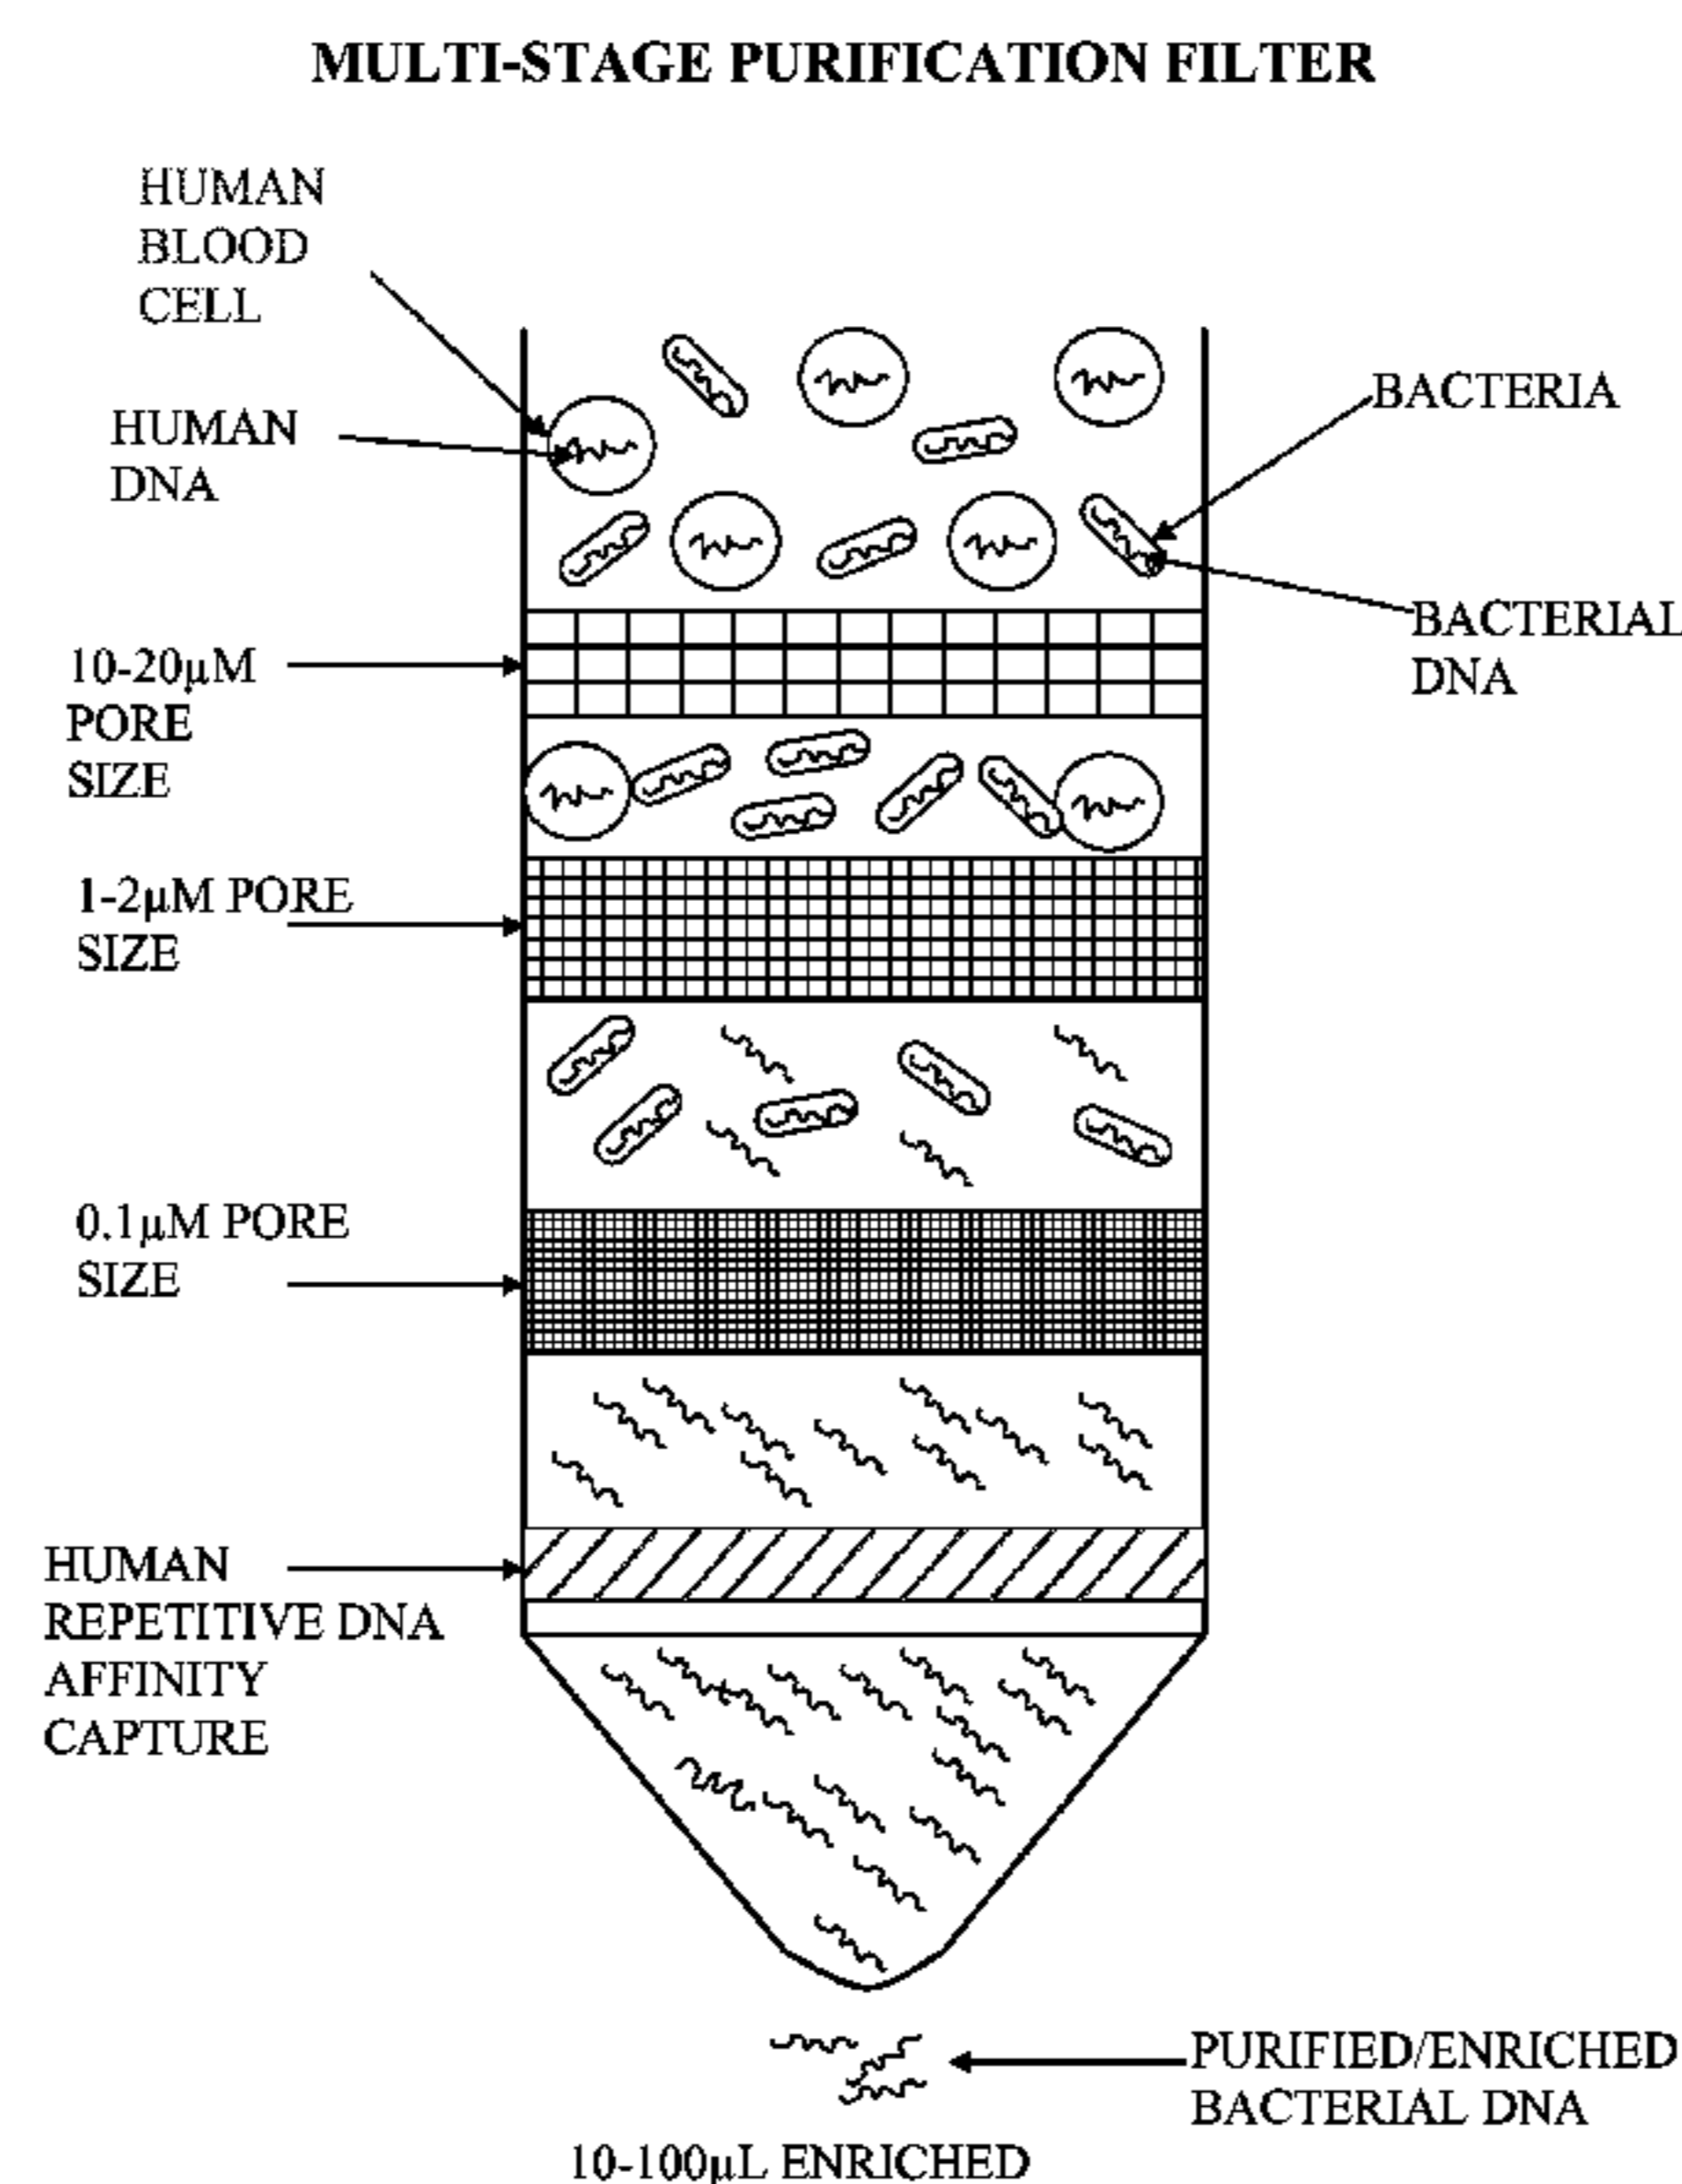 MULTI-STAGE PURIFICATION FILTER
HUMAN
BLOOD
CELL
HUMAN
DNA
BACTERIA
BACTERIAL
DNA
10-20µM
PORE
SIZE
1-2µM PORE
SIZE
0.1µM PORE
SIZE
HUMAN
REPETITIVE DNA
AFFINITY
CAPTURE
PURIFIED/ENRICHED
BACTERIAL DNA
10-100µL ENRICHED